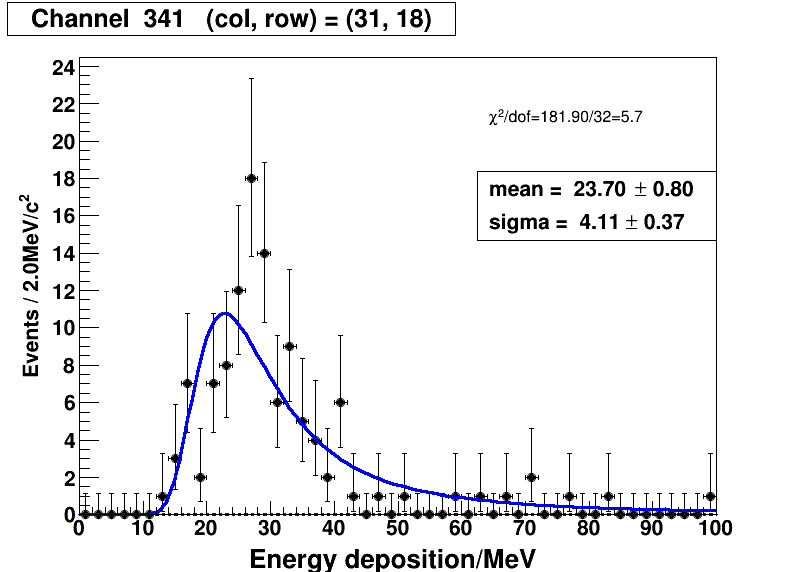 Channel 341 (col, row) = (31, 18)
24
22
20
18
16
14
12
10
8
6
4
2
0
Events / 2.0MeV/c²
χ²/dof=181.90/32=5.7
mean = 23.70 ± 0.80
sigma = 4.11 ± 0.37
0 10 20 30 40 50 60 70 80 90 100
Energy deposition/MeV